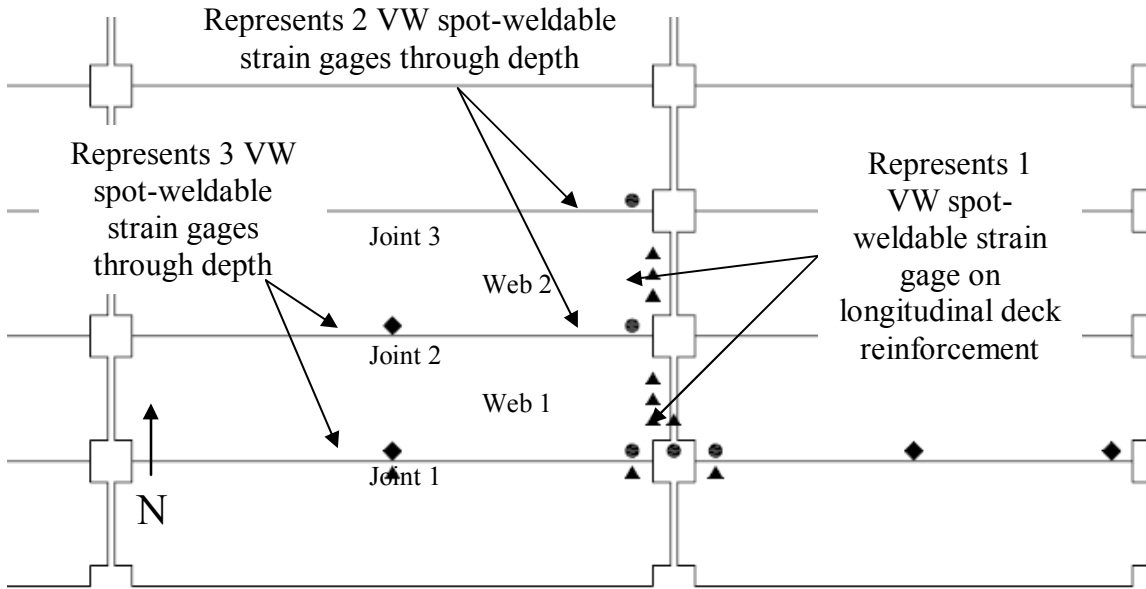 Represents 2 VW spot-weldable
strain gages through depth
Represents 3 VW
spot-weldable
strain gages
through depth
Represents 1
VW spot-
weldable strain
gage on
longitudinal deck
reinforcement
Joint 3
Web 2
Joint 2
Web 1
Joint 1
N